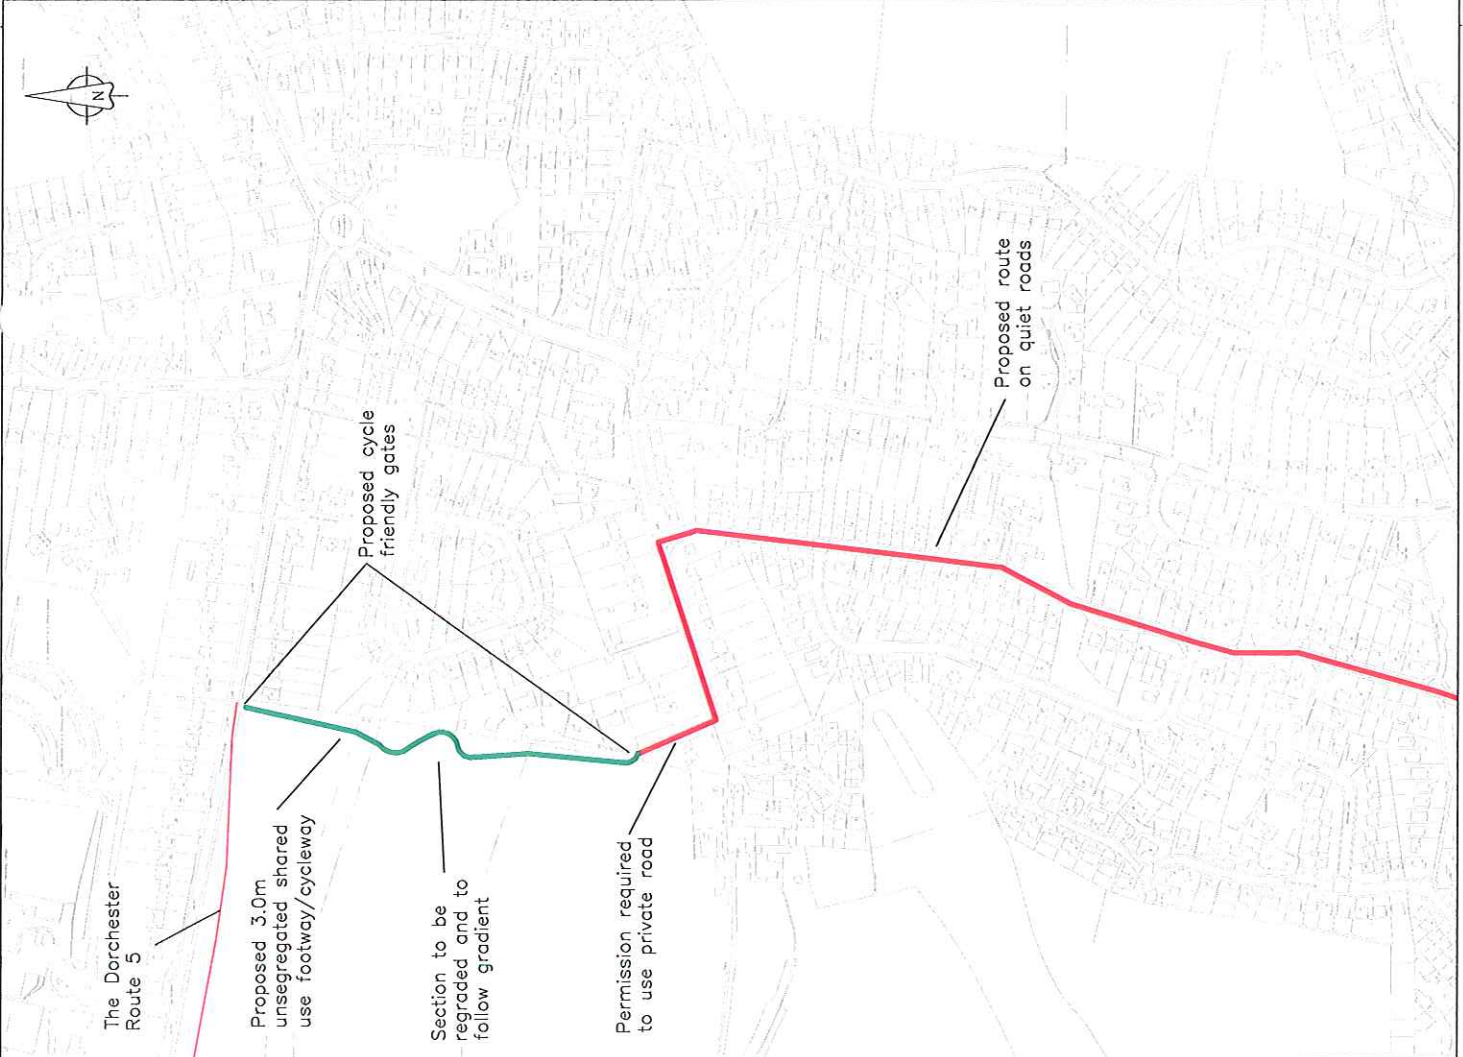 N
The Dorchester
Route 5
Proposed 3.0m
unsegregated shared
use footway/cycleway
Section to be
regraded and to
follow gradient
Permission required
to use private road
Proposed cycle
friendly gates
Proposed route
on quiet roads